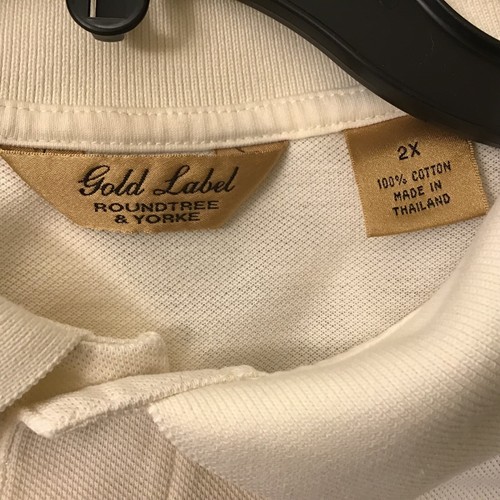 Gold Label
ROUNDTREE
& YORKE
2X
100% COTTON
MADE IN
THAILAND